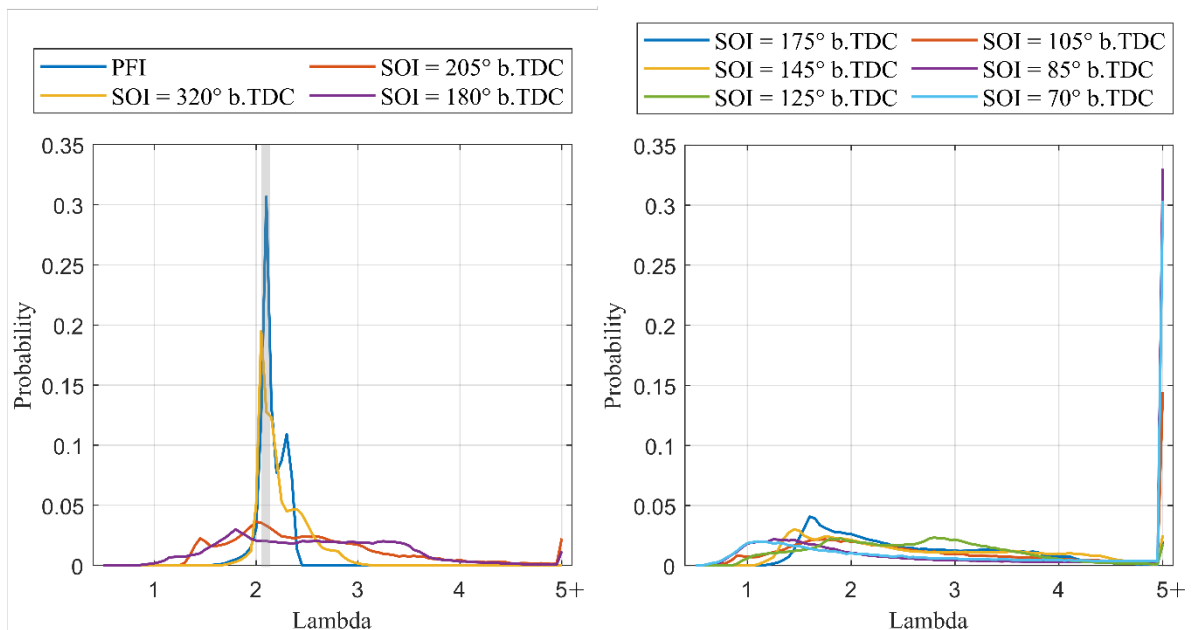 PFI SOI = 205° b.TDC
SOI = 320° b.TDC SOI = 180° b.TDC
0.35
0.3
0.25
0.2
0.15
0.1
0.05
0
Probability
1 2 3 4 5+
Lambda
SOI = 175° b.TDC SOI = 105° b.TDC
SOI = 145° b.TDC SOI = 85° b.TDC
SOI = 125° b.TDC SOI = 70° b.TDC
0.35
0.3
0.25
0.2
0.15
0.1
0.05
0
Probability
1 2 3 4 5+
Lambda